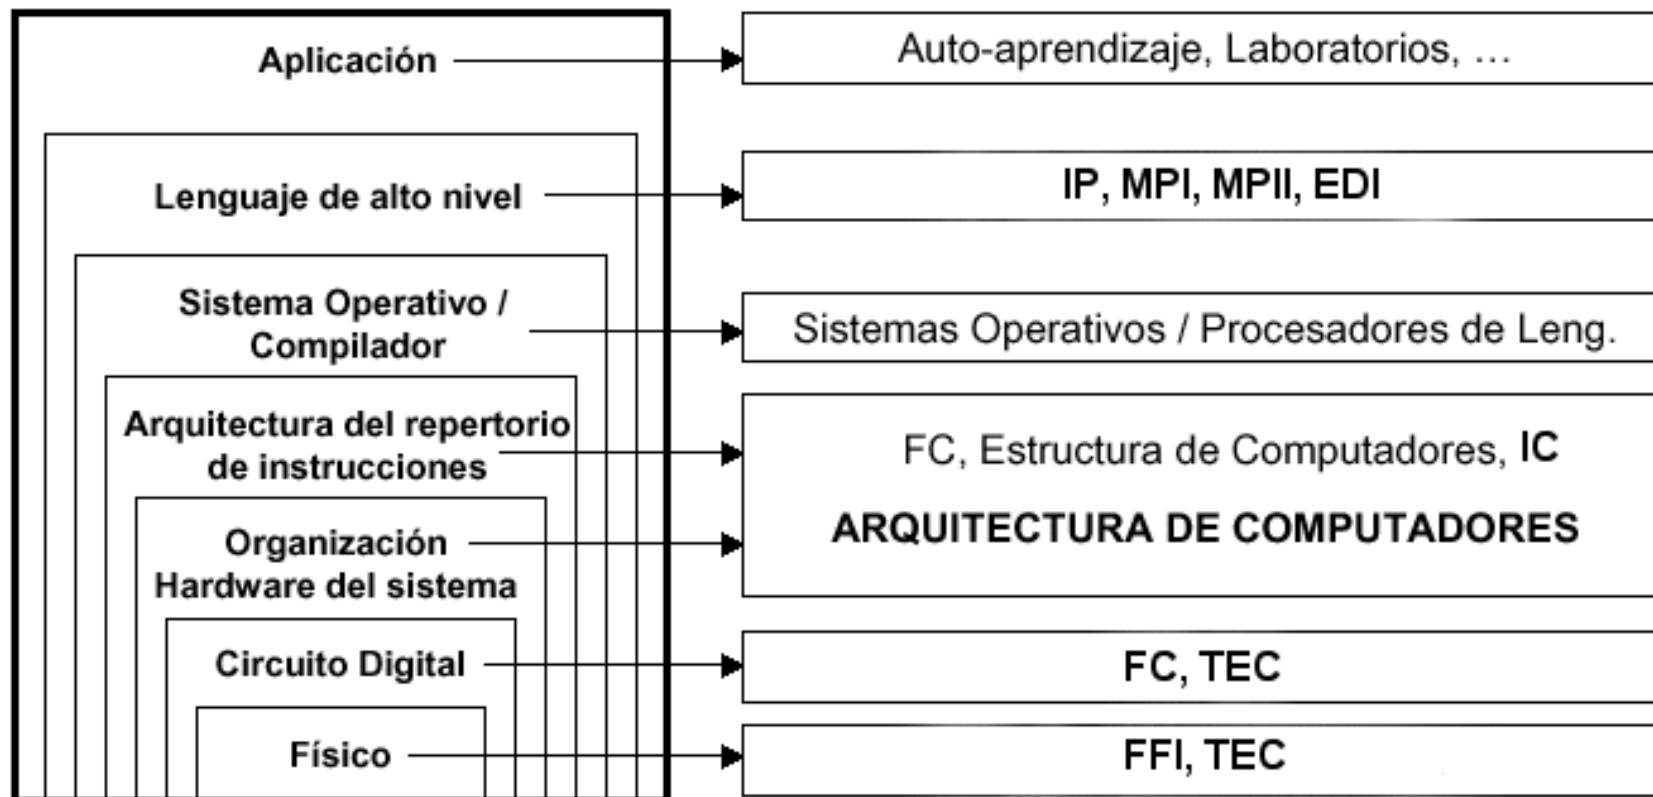 Aplicación
Auto-aprendizaje, Laboratorios, ...
Lenguaje de alto nivel
IP, MPI, MPII, EDI
Sistema Operativo /
Compilador
Sistemas Operativos / Procesadores de Leng.
Arquitectura del repertorio
de instrucciones
FC, Estructura de Computadores, IC
ARQUITECTURA DE COMPUTADORES
Organización
Hardware del sistema
Circuito Digital
FC, TEC
Físico
FFI, TEC